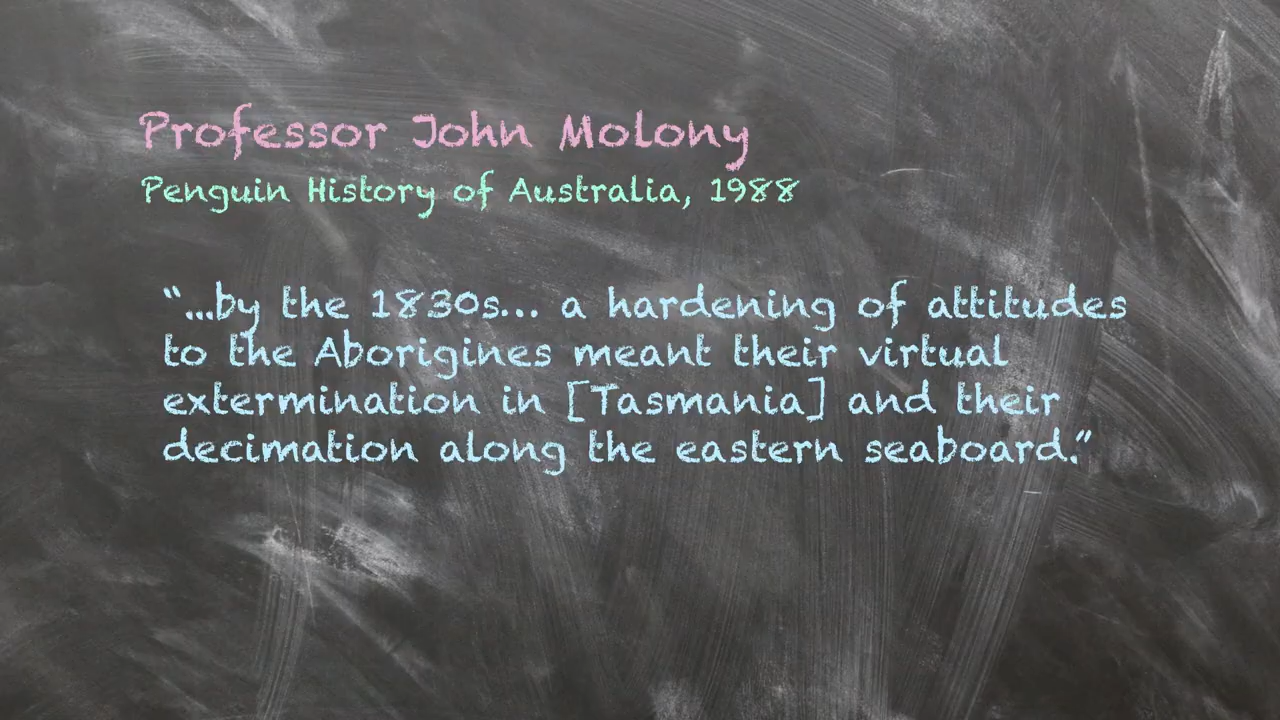 Professor John Molony
Penguin History of Australia, 1988
“...by the 1830s... a hardening of attitudes
to the Aborigines meant their virtual
extermination in [Tasmania] and their
decimation along the eastern seaboard.”